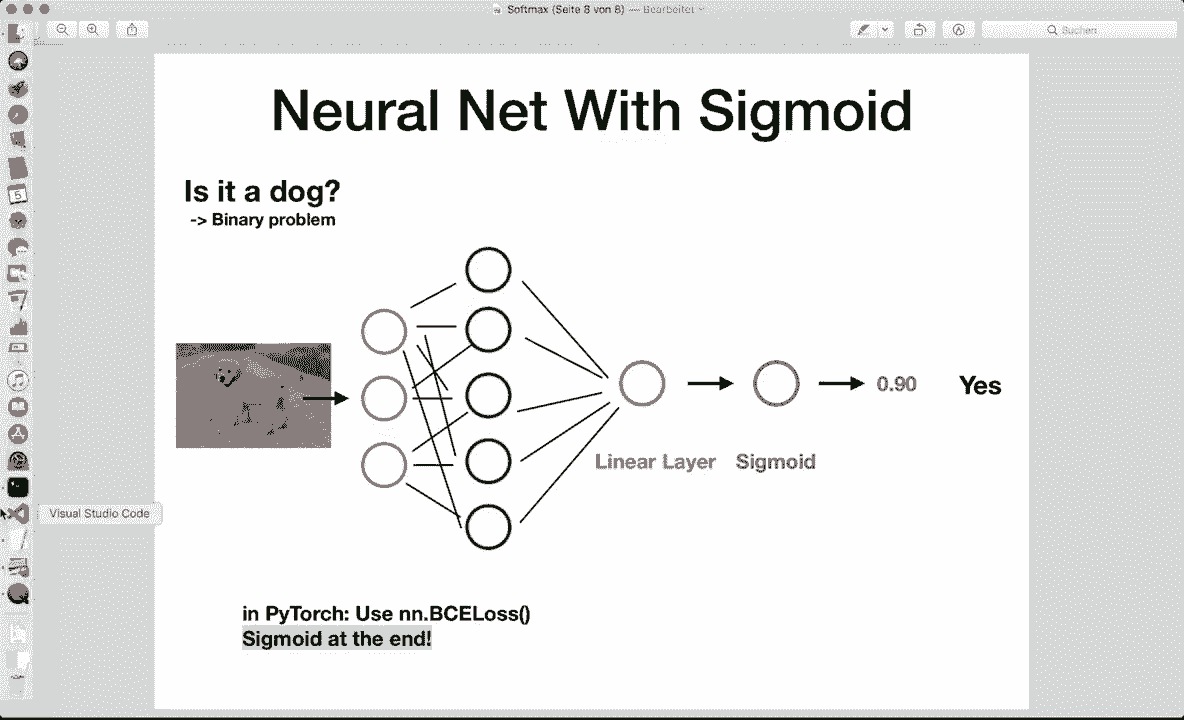 Softmax (Seite 8 von 8) — Bearbeitet
Suchen
Neural Net With Sigmoid
Is it a dog?
-> Binary problem
0.90
Yes
Linear Layer
Sigmoid
5
Visual Studio Code
in PyTorch: Use nn.BCELoss()
Sigmoid at the end!